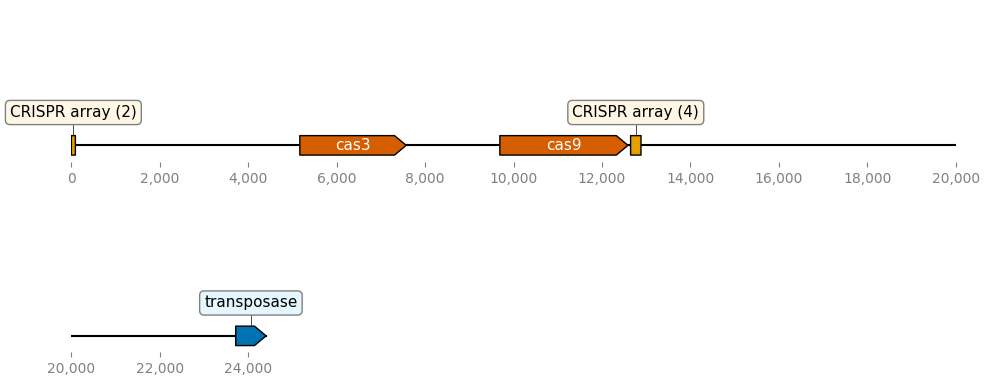 CRISPR array (2) CRISPR array (4)
cas3 cas9
0 2,000 4,000 6,000 8,000 10,000 12,000 14,000 16,000 18,000 20,000
transposase
20,000 22,000 24,000